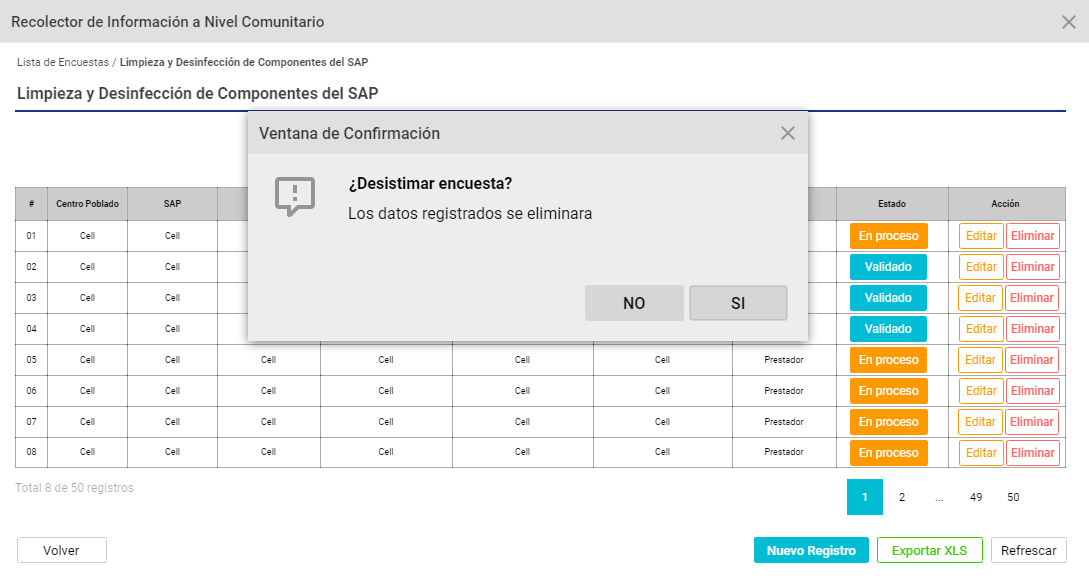 Recolector de Información a Nivel Comunitario
Lista de Encuestas / Limpieza y Desinfección de Componentes del SAP
Limpieza y Desinfección de Componentes del SAP
Ventana de Confirmación
¿Desistimar encuesta?
Los datos registrados se eliminara
NO SI
# Centro Poblado SAP Estado Acción
01 Cell Cell En proceso Editar Eliminar
02 Cell Cell Validado Editar Eliminar
03 Cell Cell Validado Editar Eliminar
04 Cell Cell Validado Editar Eliminar
05 Cell Cell Cell Cell Cell Cell Prestador En proceso Editar Eliminar
06 Cell Cell Cell Cell Cell Cell Prestador En proceso Editar Eliminar
07 Cell Cell Cell Cell Cell Cell Prestador En proceso Editar Eliminar
08 Cell Cell Cell Cell Cell Cell Prestador En proceso Editar Eliminar
Total 8 de 50 registros
1 2 ... 49 50
Volver Nuevo Registro Exportar XLS Refrescar